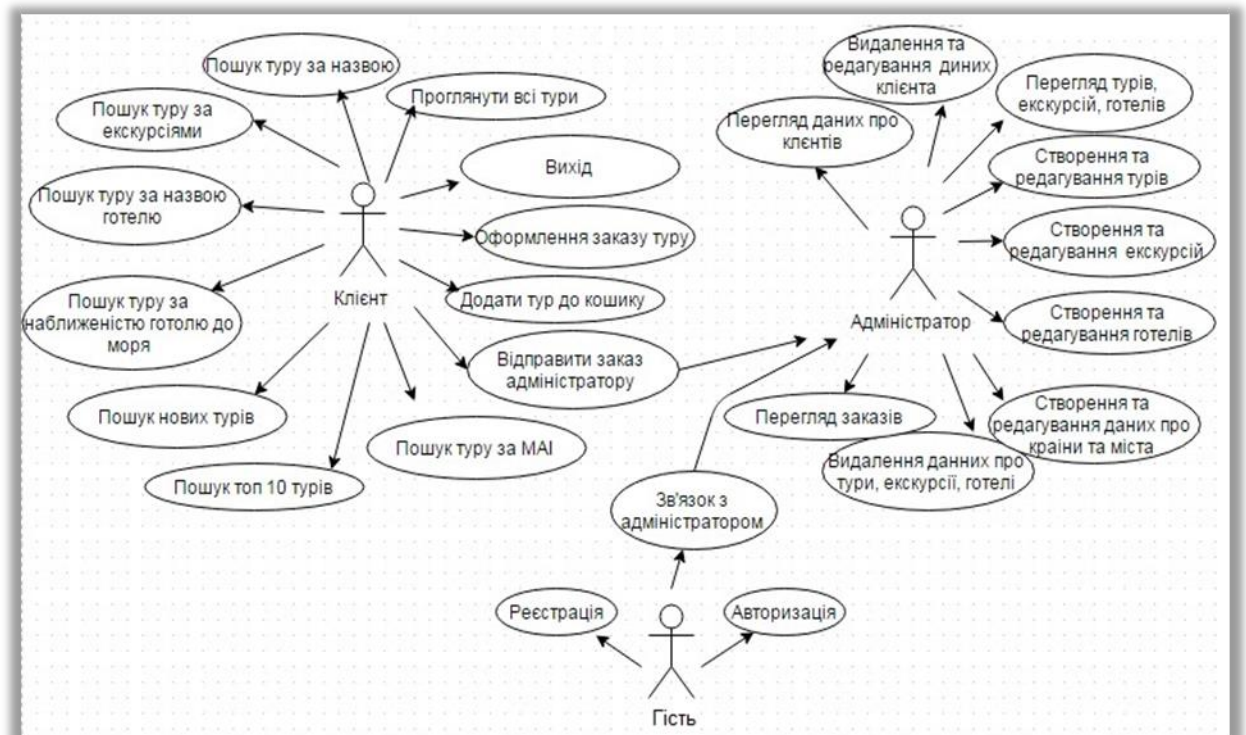 Пошук туру за назвою
Проглянути всі тури
Пошук туру за
екскурсіями
Вихід
Пошук туру за назвою
готелю
Оформлення заказу туру
Клієнт
Додати тур до кошику
Пошук туру за
наближеністю готолю до
моря
Відправити заказ
адміністратору
Пошук нових турів
Пошук туру за МАІ
Пошук топ 10 турів
Видалення та
редагування диних
клієнта
Перегляд турів,
екскурсій, готелів
Перегляд даних про
клєнтів
Створення та
редагування турів
Створення та
редагування екскурсій
Адміністратор
Створення та
редагування готелів
Перегляд заказів
Створення та
редагування даних про
країни та міста
Видалення данних про
тури, екскурсії, готелі
Зв'язок з
адміністратором
Реєстрація
Авторизація
Гість